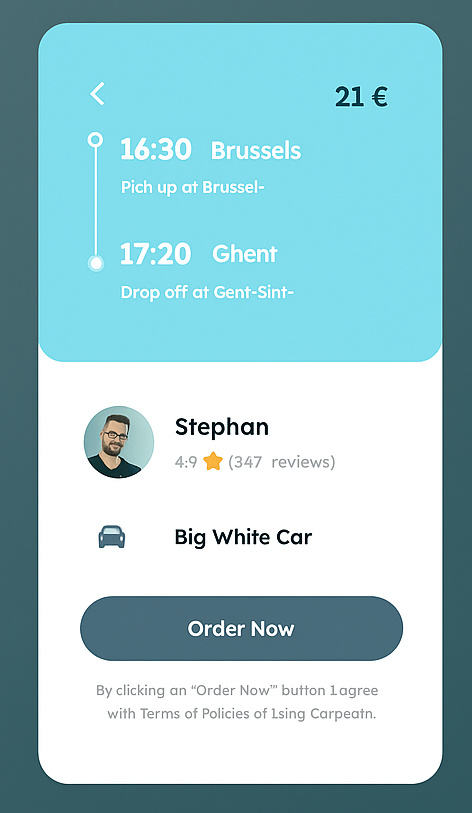 21 €
16:30 Brussels
Pich up at Brussel-
17:20 Ghent
Drop off at Gent-Sint-
Stephan
4:9 (347 reviews)
Big White Car
Order Now
By clicking an “Order Now” button 1agree
with Terms of Policies of 1sing Carpeatn.